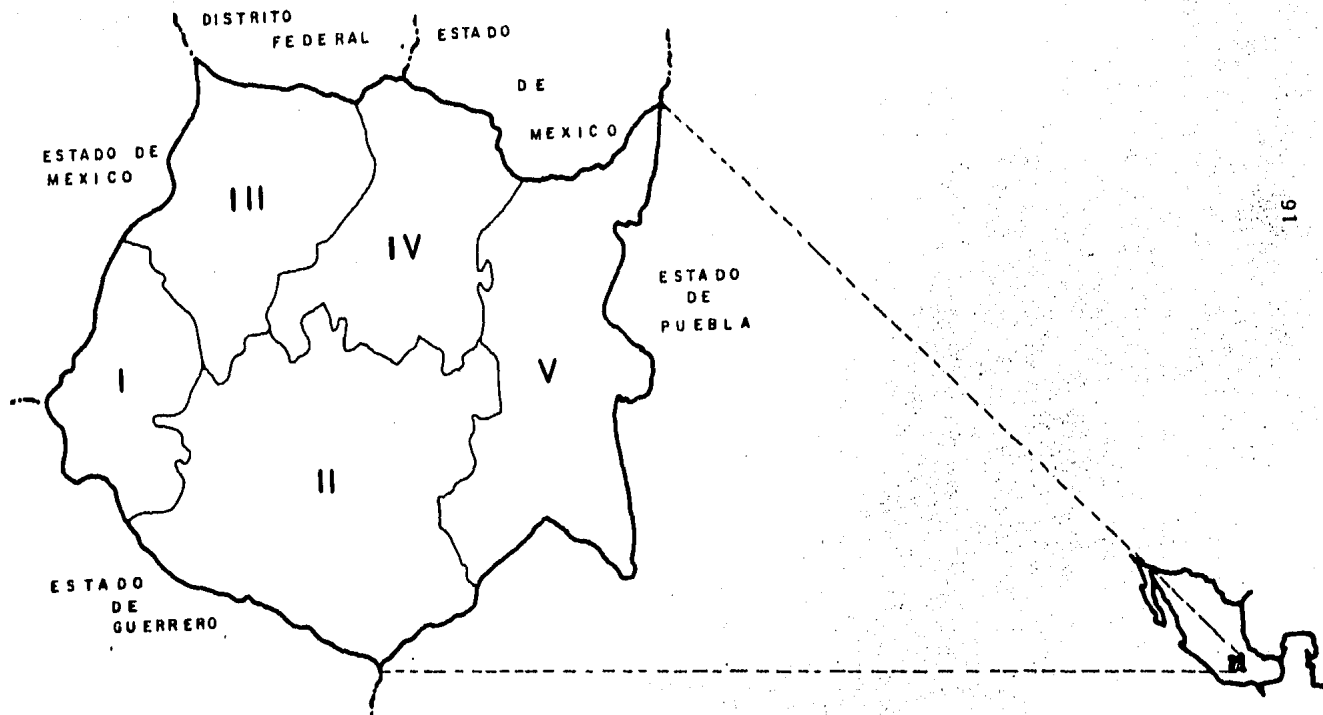 DISTRITO
FEDERAL
ESTADO
DE
MEXICO
ESTADO DE
MEXICO
III
IV
ESTADO
DE
PUEBLA
I
V
II
ESTADO
DE
GUERRERO
91